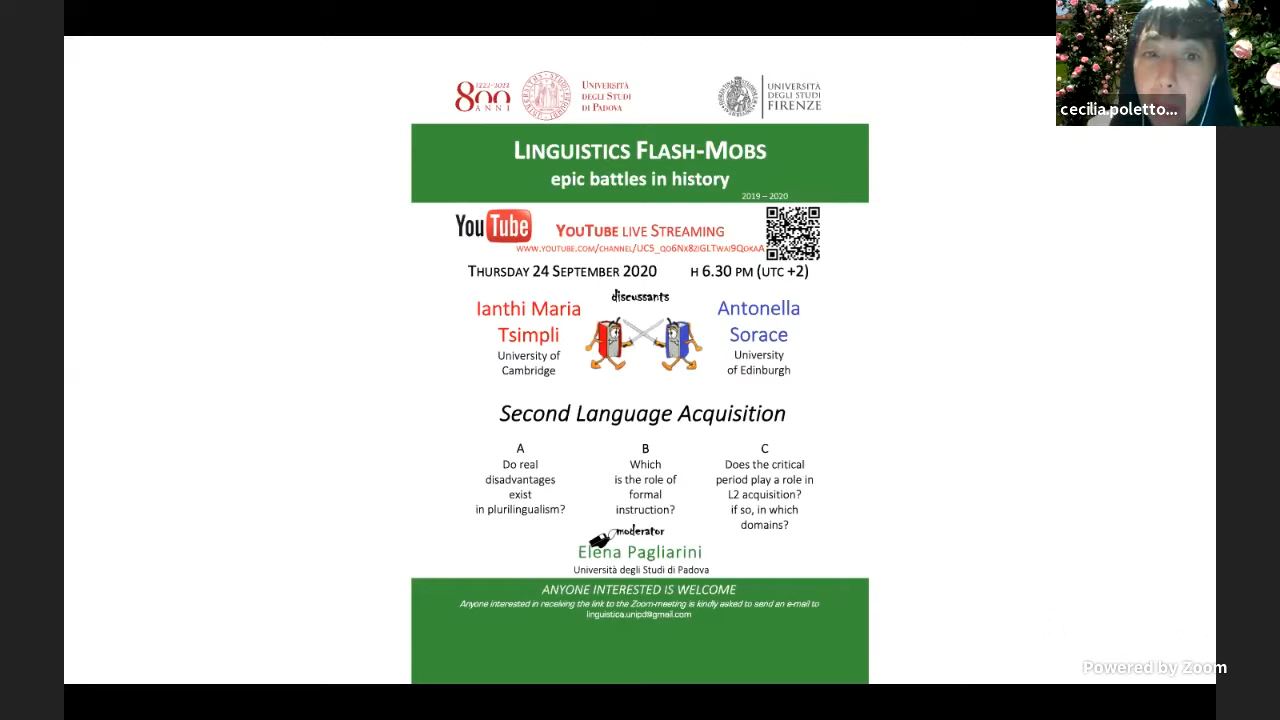 1222-2022
800
ANNI
UNIVERSITÀ
DEGLI STUDI
DI PADOVA
UNIVERSITÀ
DEGLI STUDI
FIRENZE
cecilia.poletto...
LINGUISTICS FLASH-MOBS
epic battles in history
2019 – 2020
YouTube
YOUTUBE LIVE STREAMING
THURSDAY 24 SEPTEMBER 2020 H 6.30 PM (UTC +2)
discussants
Ianthi Maria
Tsimpli
University of
Cambridge
Antonella
Sorace
University
of Edinburgh
Second Language Acquisition
A
Do real
disadvantages
exist
in plurilingualism?
B
Which
is the role of
formal
instruction?
C
Does the critical
period play a role in
L2 acquisition?
if so, in which
domains?
moderator
Elena Pagliarini
Università degli Studi di Padova
ANYONE INTERESTED IS WELCOME
Anyone interested in receiving the link to the Zoom-meeting is kindly asked to send an e-mail to
linguistica.unipd@gmail.com
Powered by Zoom